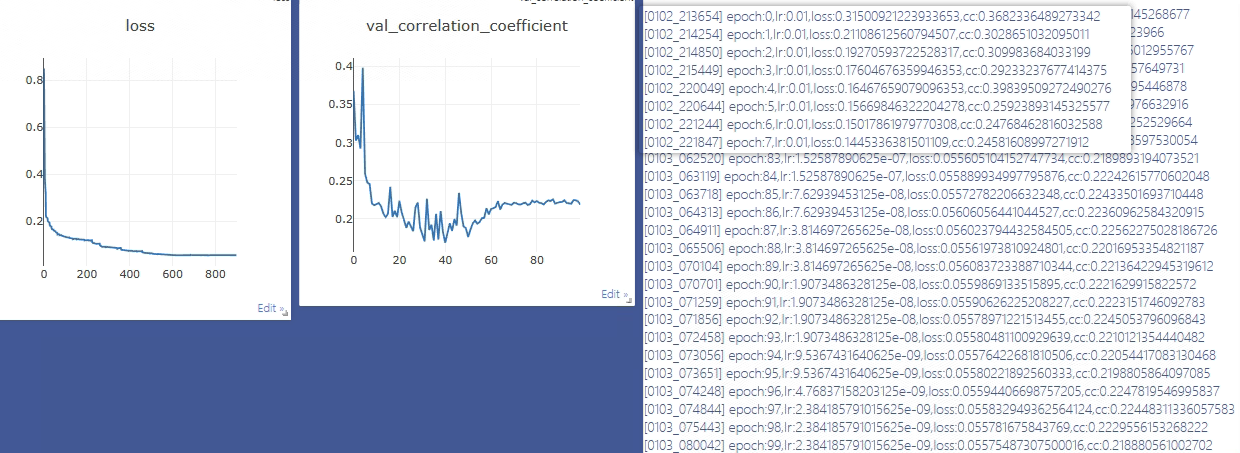 loss
val_correlation_coefficient
0.8
0.6
0.4
0.2
0
200
400
600
800
Edit »
0.4
0.35
0.3
0.25
0.2
0
20
40
60
80
Edit »
[0102_213654] epoch:0,lr:0.01,loss:0.31500921223933653,cc:0.3682336489273342
[0102_214254] epoch:1,lr:0.01,loss:0.21108612560794507,cc:0.3028651032095011
[0102_214850] epoch:2,lr:0.01,loss:0.19270593722528317,cc:0.309983684033199
[0102_215449] epoch:3,lr:0.01,loss:0.17604676359946353,cc:0.29233237677414375
[0102_220049] epoch:4,lr:0.01,loss:0.16467659079096353,cc:0.39839509272490276
[0102_220644] epoch:5,lr:0.01,loss:0.15669846322204278,cc:0.25923893145325577
[0102_221244] epoch:6,lr:0.01,loss:0.15017861979770308,cc:0.24768462816032588
[0102_221847] epoch:7,lr:0.01,loss:0.1445336381501109,cc:0.24581608997271912
145268677
23966
5012955767
57649731
95446878
976632916
252529664
8597530054
[0103_062520] epoch:83,lr:1.52587890625e-07,loss:0.055605104152747734,cc:0.2189893194073521
[0103_063119] epoch:84,lr:1.52587890625e-07,loss:0.055889934997795876,cc:0.22242615770602048
[0103_063718] epoch:85,lr:7.62939453125e-08,loss:0.05572782206632348,cc:0.22433501693710448
[0103_064313] epoch:86,lr:7.62939453125e-08,loss:0.05606056441044527,cc:0.22360962584320915
[0103_064911] epoch:87,lr:3.814697265625e-08,loss:0.056023794432584505,cc:0.22562275028186726
[0103_065506] epoch:88,lr:3.814697265625e-08,loss:0.05561973810924801,cc:0.22016953354821187
[0103_070104] epoch:89,lr:3.814697265625e-08,loss:0.056083723388710344,cc:0.22136422945319612
[0103_070701] epoch:90,lr:1.9073486328125e-08,loss:0.0559869133515895,cc:0.2221629915822572
[0103_071259] epoch:91,lr:1.9073486328125e-08,loss:0.05590626225208227,cc:0.2223151746092783
[0103_071856] epoch:92,lr:1.9073486328125e-08,loss:0.05578971221513455,cc:0.2245053796096843
[0103_072458] epoch:93,lr:1.9073486328125e-08,loss:0.05580481100929639,cc:0.2210121354440482
[0103_073056] epoch:94,lr:9.5367431640625e-09,loss:0.05576422681810506,cc:0.22054417083130468
[0103_073651] epoch:95,lr:9.5367431640625e-09,loss:0.05580221892560333,cc:0.2198805864097085
[0103_074248] epoch:96,lr:4.76837158203125e-09,loss:0.05594406698757205,cc:0.2247819546995837
[0103_074844] epoch:97,lr:2.384185791015625e-09,loss:0.055832949362564124,cc:0.22448311336057583
[0103_075443] epoch:98,lr:2.384185791015625e-09,loss:0.055781675843769,cc:0.2229556153268222
[0103_080042] epoch:99,lr:2.384185791015625e-09,loss:0.05575487307500016,cc:0.218880561002702